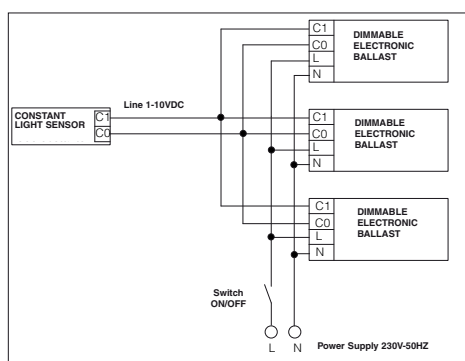 C1
C0
L
N
DIMMABLE
ELECTRONIC
BALLAST
CONSTANT
LIGHT SENSOR
C1
C0
Line 1-10VDC
C1
C0
L
N
DIMMABLE
ELECTRONIC
BALLAST
C1
C0
L
N
DIMMABLE
ELECTRONIC
BALLAST
Switch
ON/OFF
L
N
Power Supply 230V-50HZ